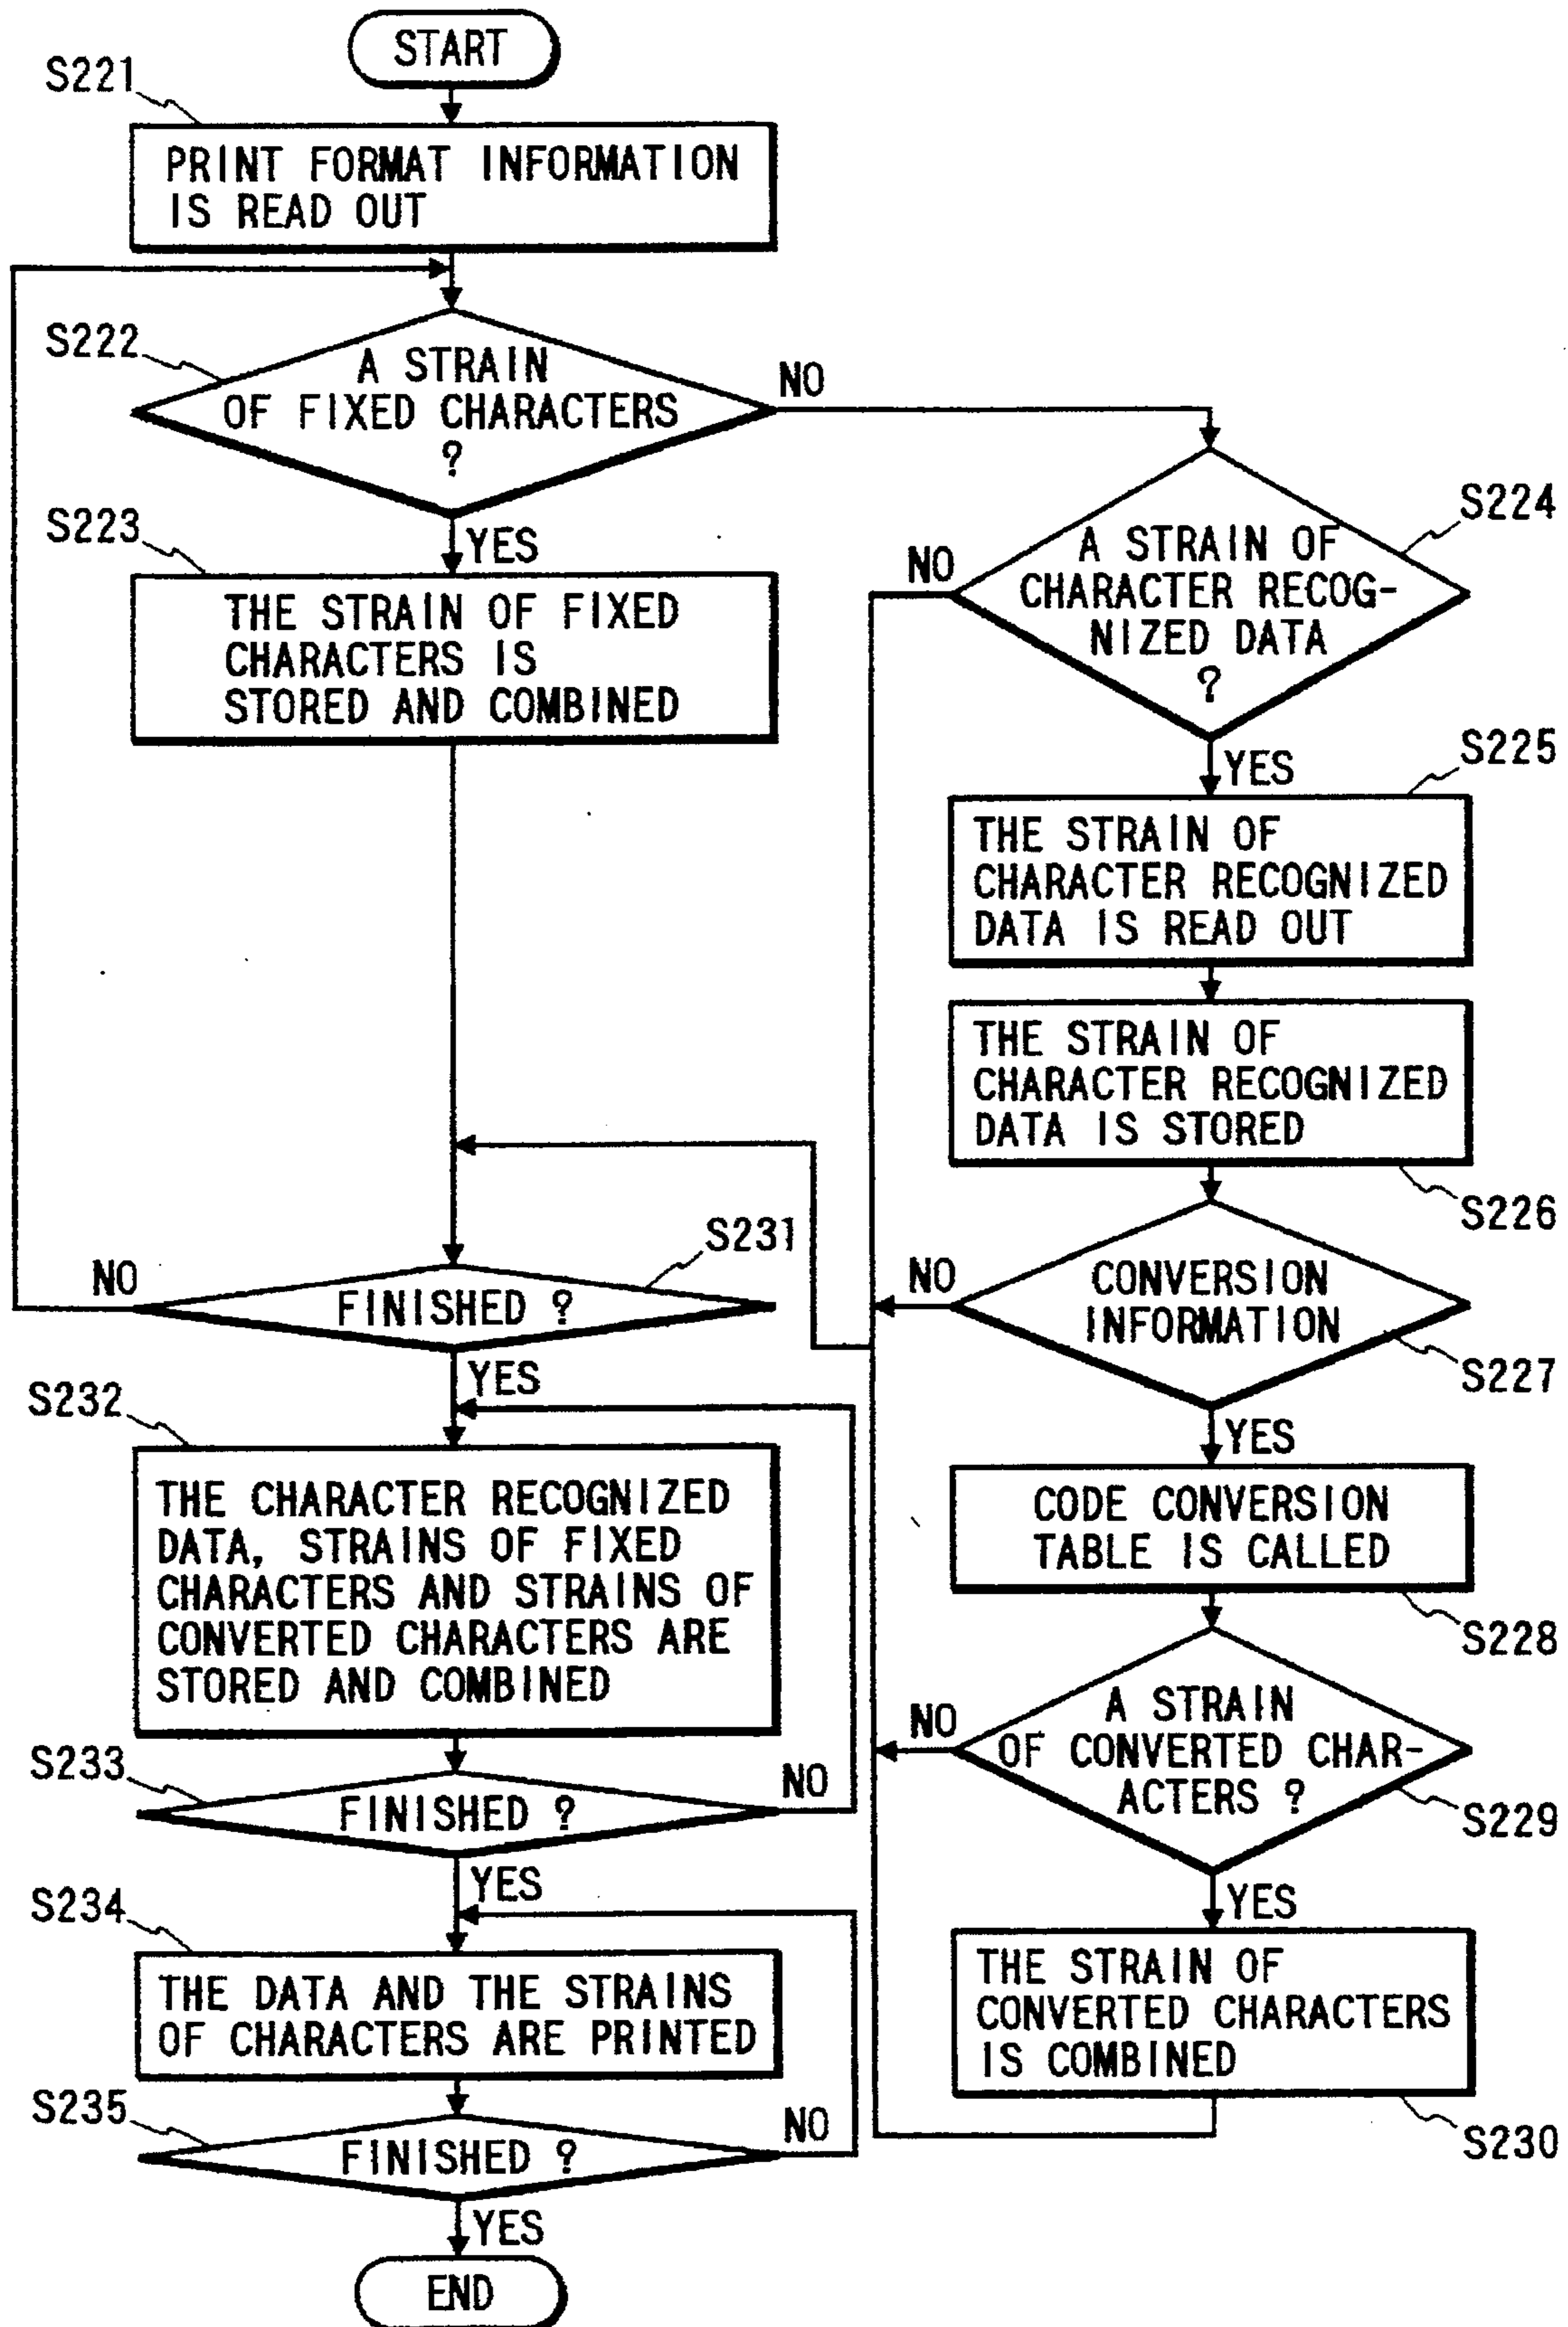 START
S221
PRINT FORMAT INFORMATION
IS READ OUT
S222
A STRAIN
OF FIXED CHARACTERS
?
NO
YES
S223
THE STRAIN OF FIXED
CHARACTERS IS
STORED AND COMBINED
S224
A STRAIN OF
CHARACTER RECOG-
NIZED DATA
?
NO
YES
S225
THE STRAIN OF
CHARACTER RECOGNIZED
DATA IS READ OUT
THE STRAIN OF
CHARACTER RECOGNIZED
DATA IS STORED
S226
CONVERSION
INFORMATION
NO
S227
YES
CODE CONVERSION
TABLE IS CALLED
S228
A STRAIN
OF CONVERTED CHAR-
ACTERS ?
NO
S229
YES
THE STRAIN OF
CONVERTED CHARACTERS
IS COMBINED
S230
S231
NO
FINISHED ?
YES
S232
THE CHARACTER RECOGNIZED
DATA, STRAINS OF FIXED
CHARACTERS AND STRAINS OF
CONVERTED CHARACTERS ARE
STORED AND COMBINED
S233
FINISHED ?
NO
YES
S234
THE DATA AND THE STRAINS
OF CHARACTERS ARE PRINTED
S235
FINISHED ?
NO
YES
END